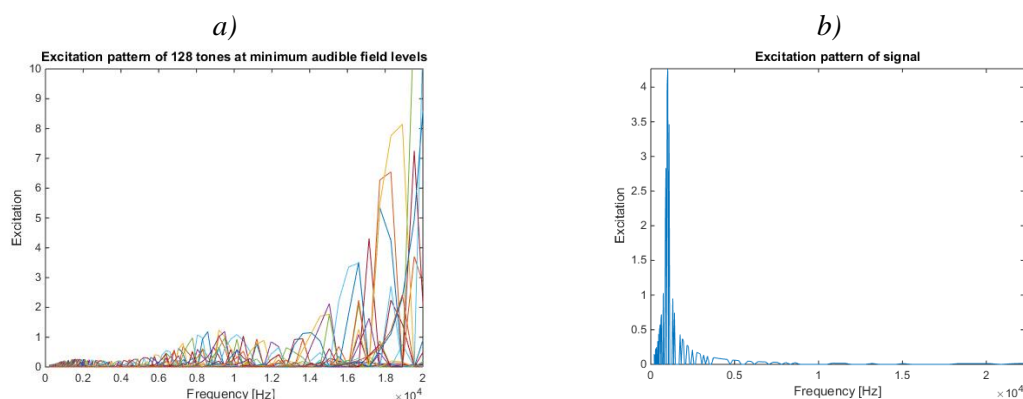 a)
b)
Excitation pattern of 128 tones at minimum audible field levels
10
9
8
7
6
5
4
3
2
1
0
Excitation
0 0.2 0.4 0.6 0.8 1 1.2 1.4 1.6 1.8 2
Frequency [Hz]
× 10^4
Excitation pattern of signal
4
3.5
3
2.5
2
1.5
1
0.5
0
Excitation
0 0.5 1 1.5 2
Frequency [Hz]
× 10^4